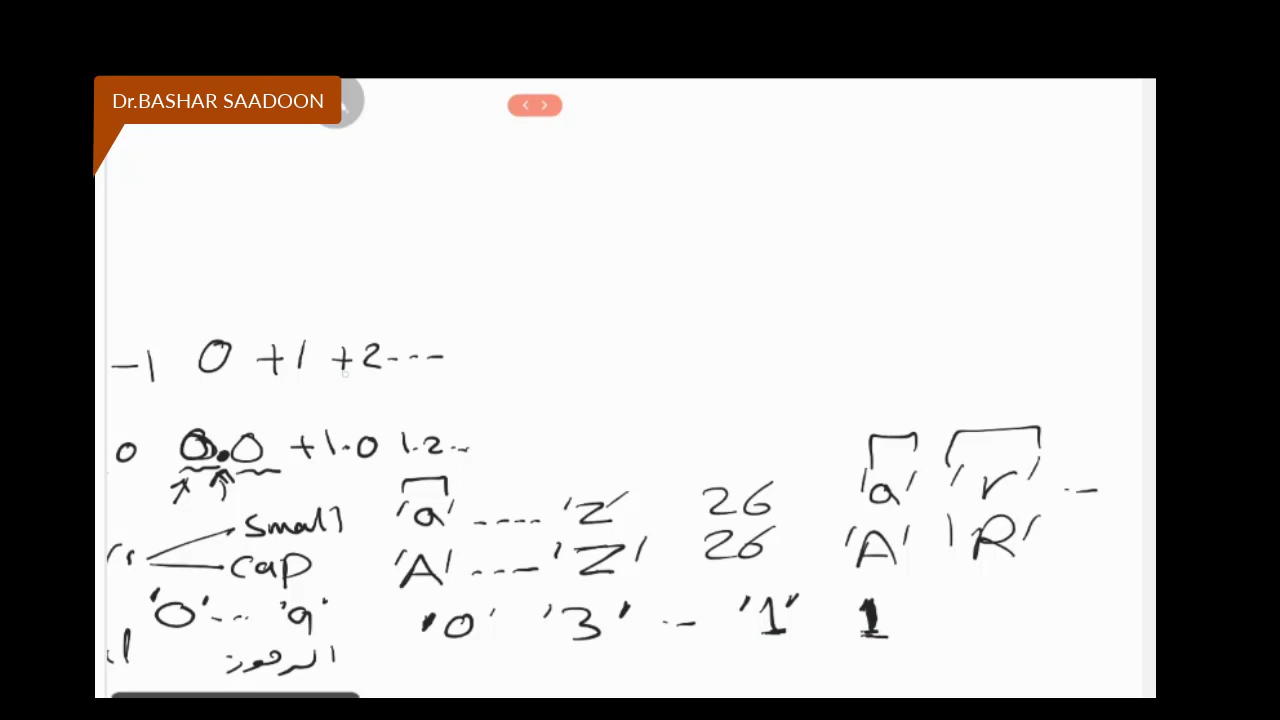 Dr.BASHAR SAADOON
-1 0 +1 +2----
0 0.0 +1.0 1.2--
small 'a' ---- 'z' 26 'a' 'r' --
cap 'A' ---- 'Z' 26 'A' 'R'
'0'--- '9' '0' '3' -- '1' 1
الرموز